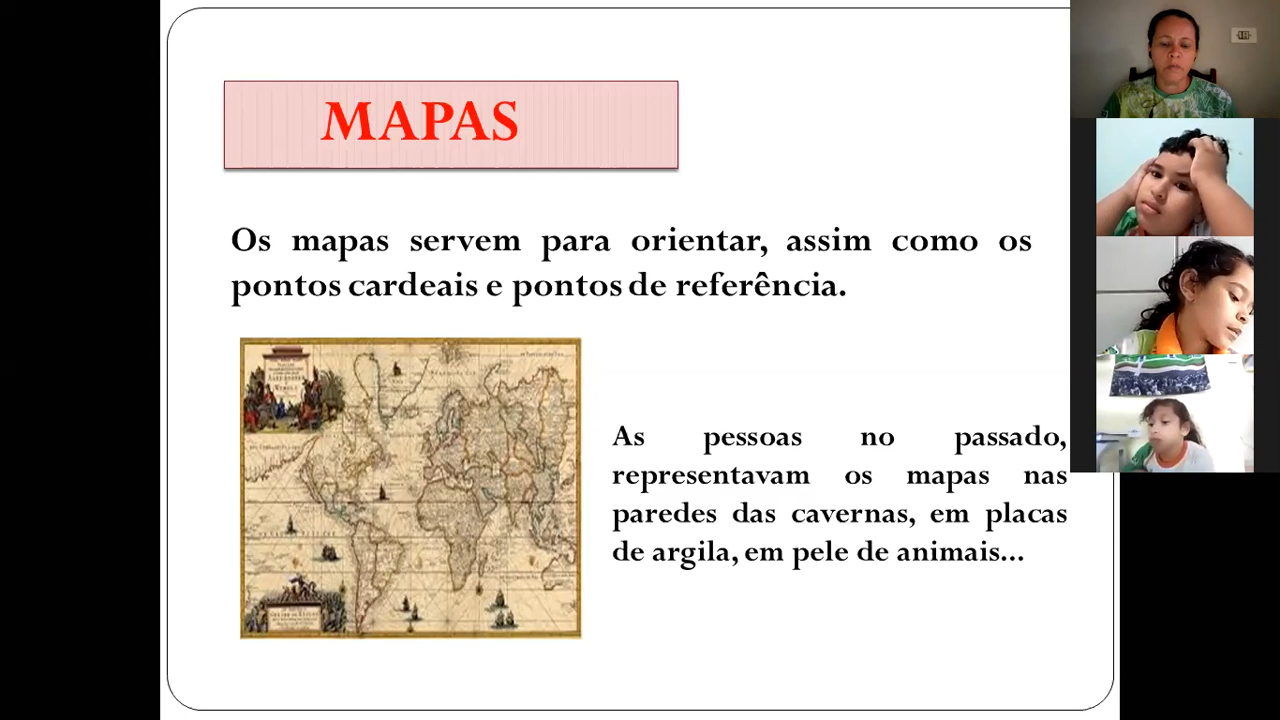 MAPAS
Os mapas servem para orientar, assim como os
pontos cardeais e pontos de referência.
As pessoas no passado,
representavam os mapas nas
paredes das cavernas, em placas
de argila, em pele de animais...